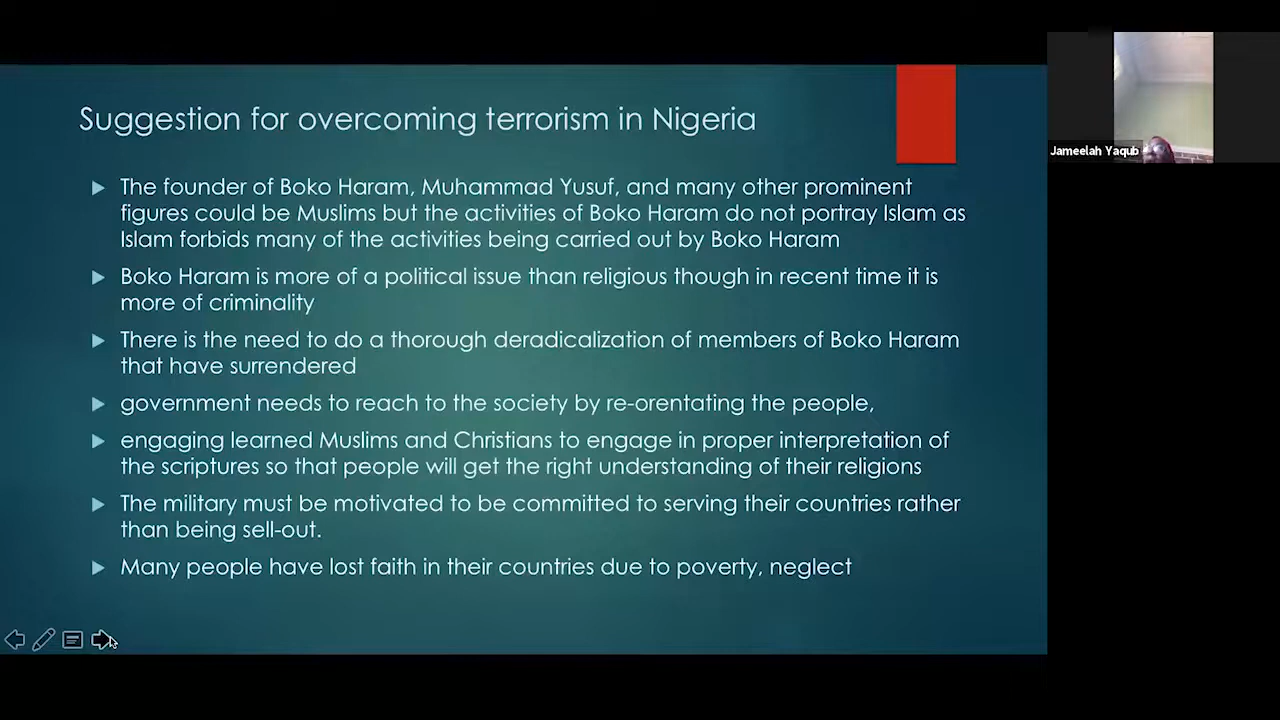 Suggestion for overcoming terrorism in Nigeria
The founder of Boko Haram, Muhammad Yusuf, and many other prominent
figures could be Muslims but the activities of Boko Haram do not portray Islam as
Islam forbids many of the activities being carried out by Boko Haram
Boko Haram is more of a political issue than religious though in recent time it is
more of criminality
There is the need to do a thorough deradicalization of members of Boko Haram
that have surrendered
government needs to reach to the society by re-orentating the people,
engaging learned Muslims and Christians to engage in proper interpretation of
the scriptures so that people will get the right understanding of their religions
The military must be motivated to be committed to serving their countries rather
than being sell-out.
Many people have lost faith in their countries due to poverty, neglect
Jameelah Yaqub